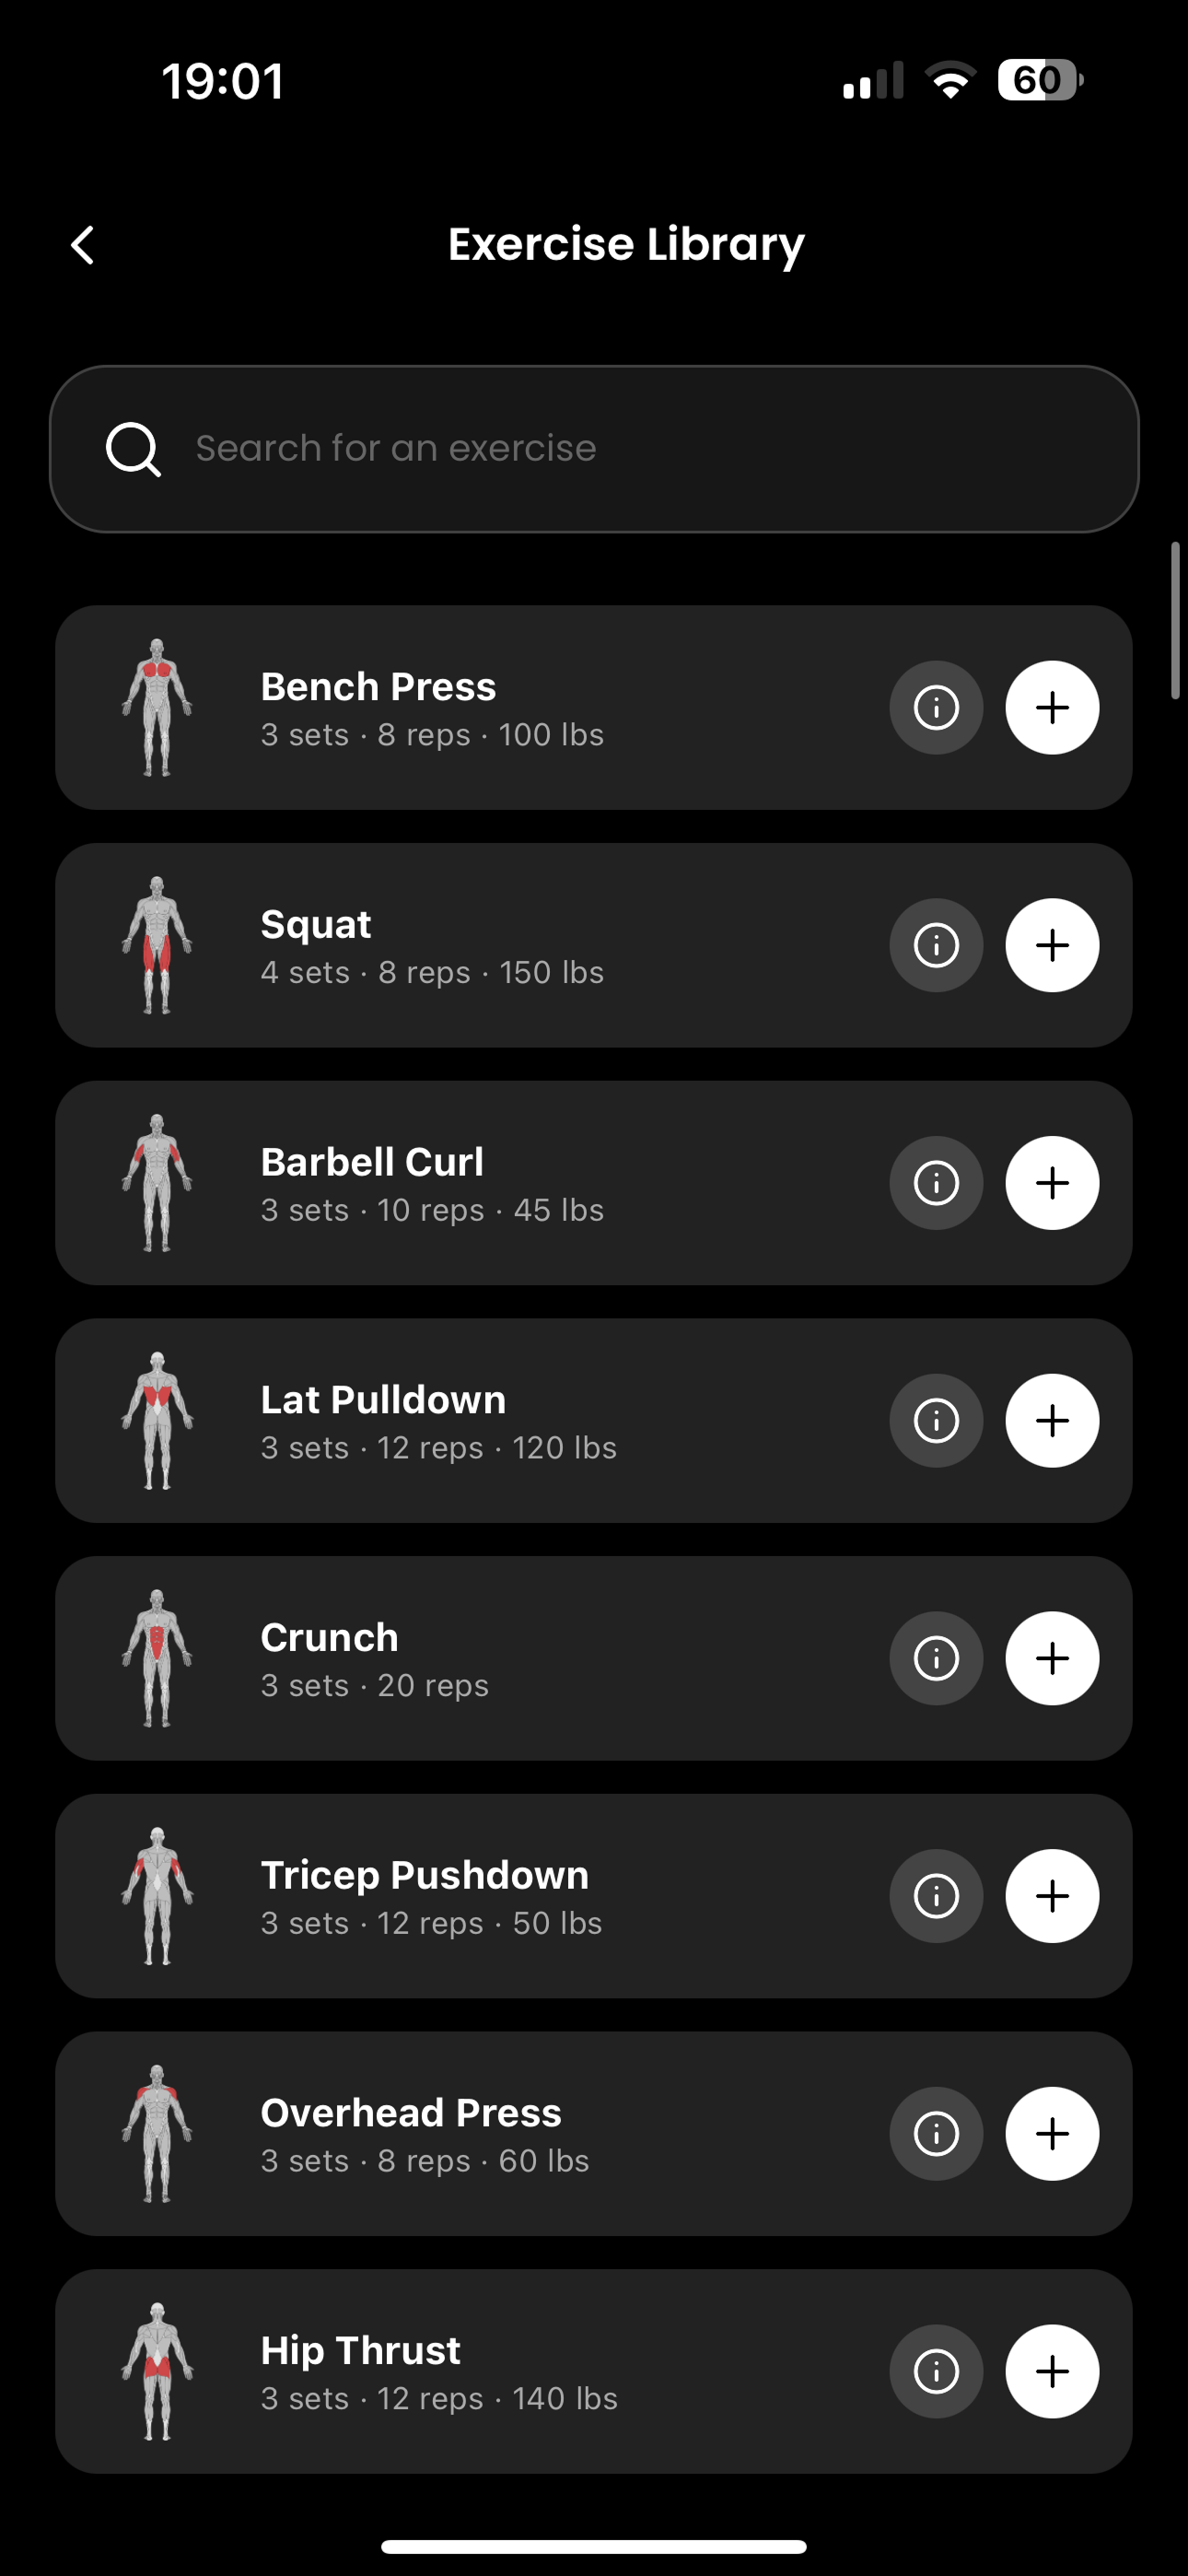 19:01
60
Exercise Library
Search for an exercise
Bench Press
3 sets · 8 reps · 100 lbs
Squat
4 sets · 8 reps · 150 lbs
Barbell Curl
3 sets · 10 reps · 45 lbs
Lat Pulldown
3 sets · 12 reps · 120 lbs
Crunch
3 sets · 20 reps
Tricep Pushdown
3 sets · 12 reps · 50 lbs
Overhead Press
3 sets · 8 reps · 60 lbs
Hip Thrust
3 sets · 12 reps · 140 lbs